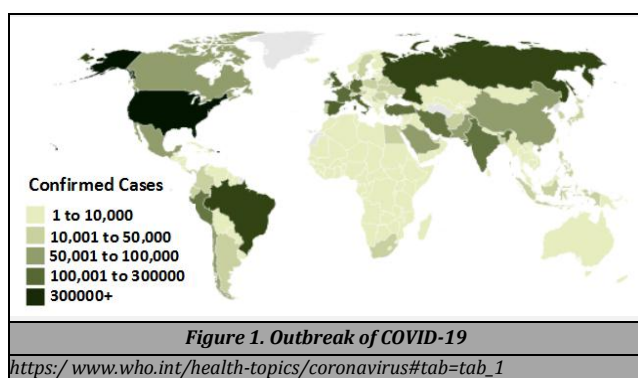 Confirmed Cases
1 to 10,000
10,001 to 50,000
50,001 to 100,000
100,001 to 300000
300000+
Figure 1. Outbreak of COVID-19
https:/ www.who.int/health-topics/coronavirus#tab=tab_1